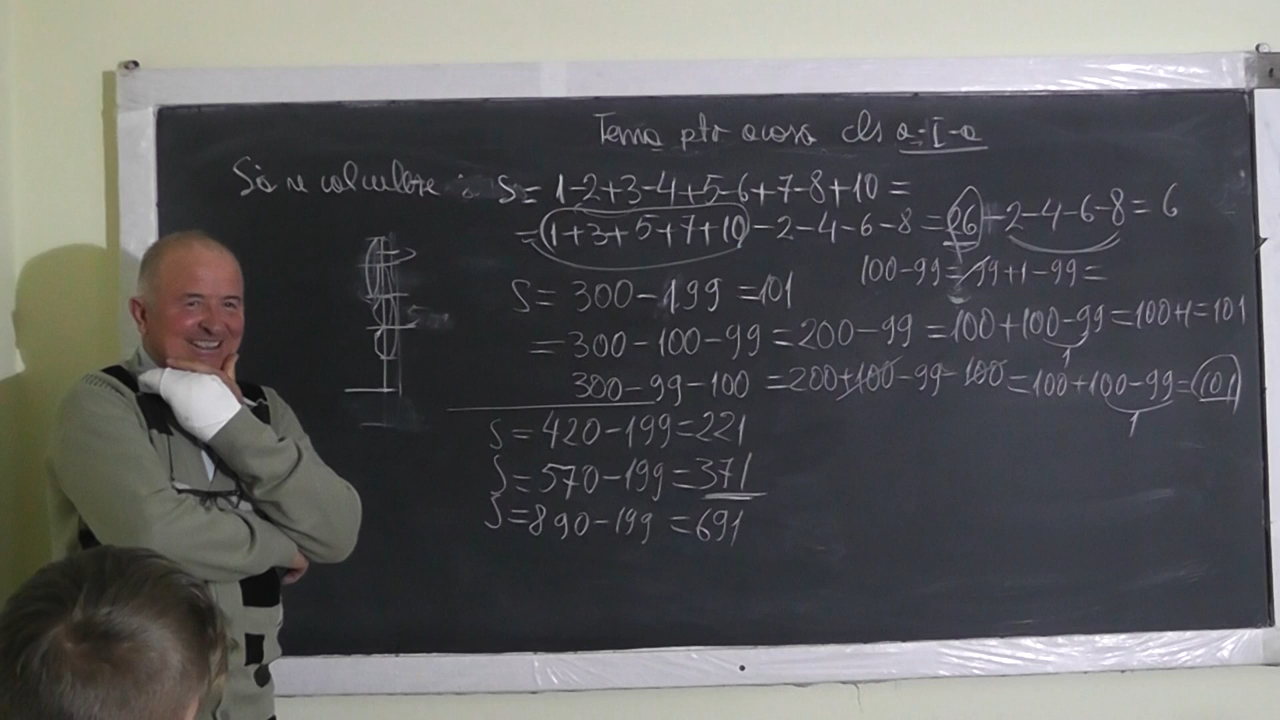 Tema ptr acasa cls a-I-a
Să se calculeze : S= 1-2+3-4+5-6+7-8+10 =
=(1+3+5+7+10)-2-4-6-8 = 26-2-4-6-8= 6
100-99=99+1-99=
S= 300-199 =101
=300-100-99=200-99 =100+100-99=100+1=101
1
300-99-100 =200+100-99-100=100+100-99=101
1
S=420-199=221
S=570-199=371
S=890-199 =691